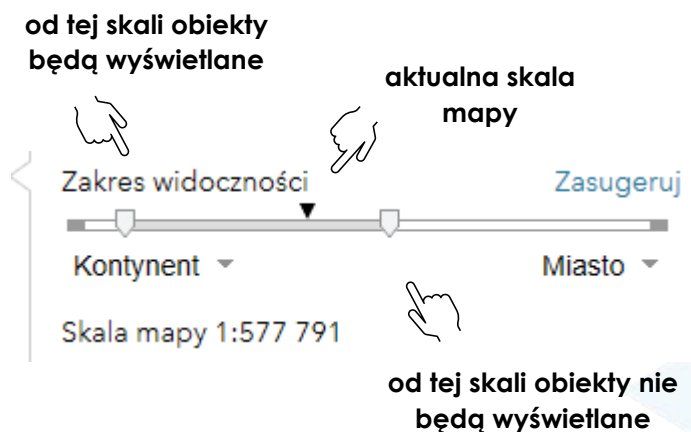 od tej skali obiekty
będą wyświetlane
aktualna skala
mapy
Zakres widoczności
Zasugeruj
Kontynent
Miasto
Skala mapy 1:577 791
od tej skali obiekty nie
będą wyświetlane